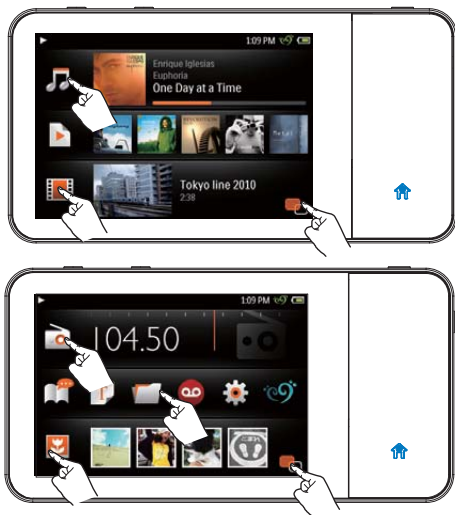 1:09 PM
Enrique Iglesias
Euphoria
One Day at a Time
Metal
Tokyo line 2010
2:38
1:09 PM
104.50
T